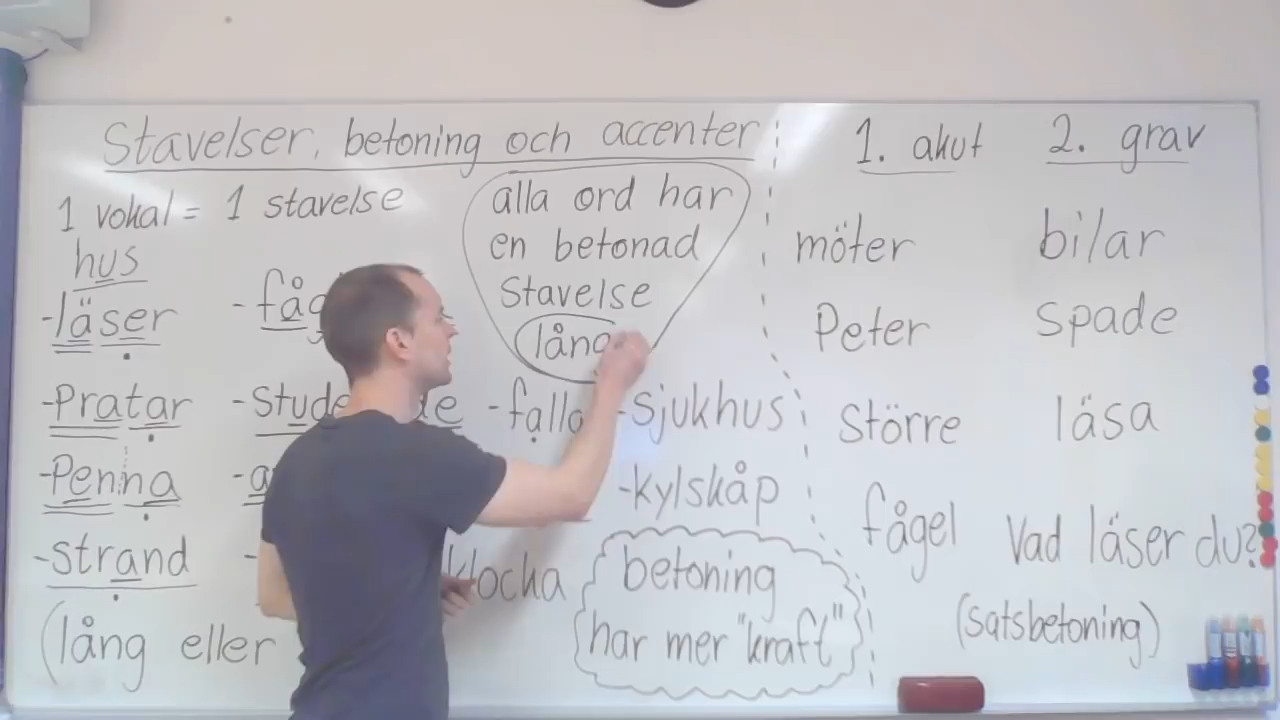 Stavelser, betoning och accenter
1 vokal = 1 stavelse
hus
-läser
-Pratar
-Penna
-strand
(lång eller
alla ord har
en betonad
Stavelse
-falla
klocka
-sjukhus
-kylskåp
betoning
har mer "kraft"
1. akut
möter
Peter
Större
fågel
2. grav
bilar
Spade
läsa
Vad läser du?
(satsbetoning)